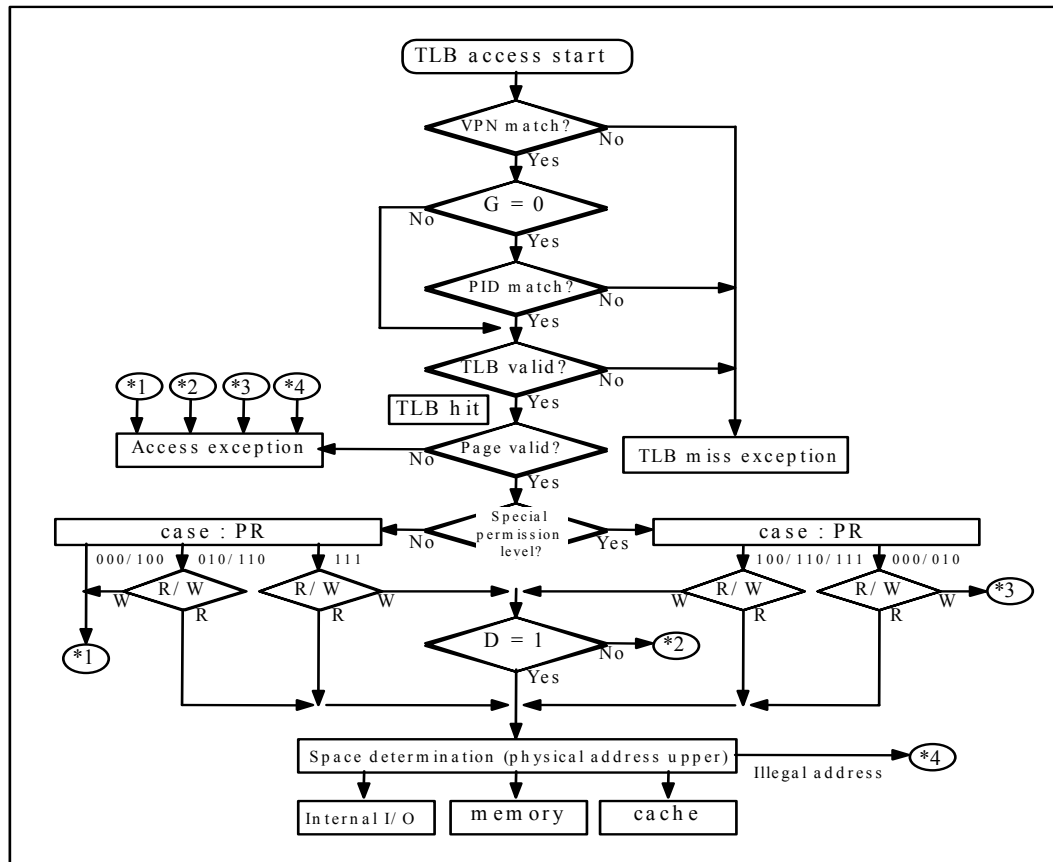 TLB access start
VPN match?
No
Yes
G = 0
No
Yes
PID match?
No
Yes
TLB valid?
No
*1 *2 *3 *4
TLB hit
Yes
Access exception
Page valid?
No
TLB miss exception
Yes
case : PR
Special
permission
level?
No
Yes
case : PR
000/100 010/110 111
100/110/111 000/010
R/W
R/W
R/W
R/W
W
R
R
W
W
R
R
*3
*1
D = 1
No
*2
Yes
Space determination (physical address upper)
Illegal address
*4
Internal I/O
memory
cache